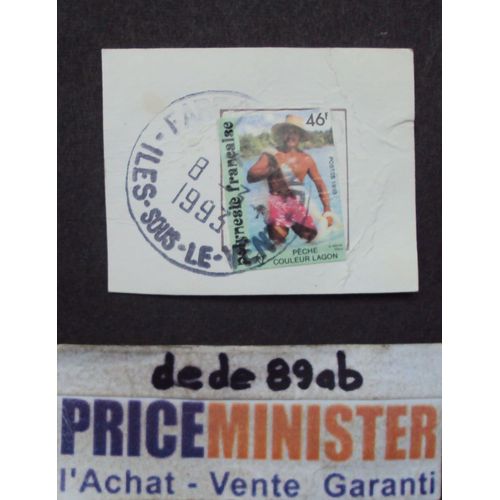 46F
Polynésie française
POSTES 1993
PÊCHE
COULEUR LAGON
8
1993
ILES-SOUS-LE-
dede 89ab
PRICEMINISTER
l'Achat - Vente Garanti